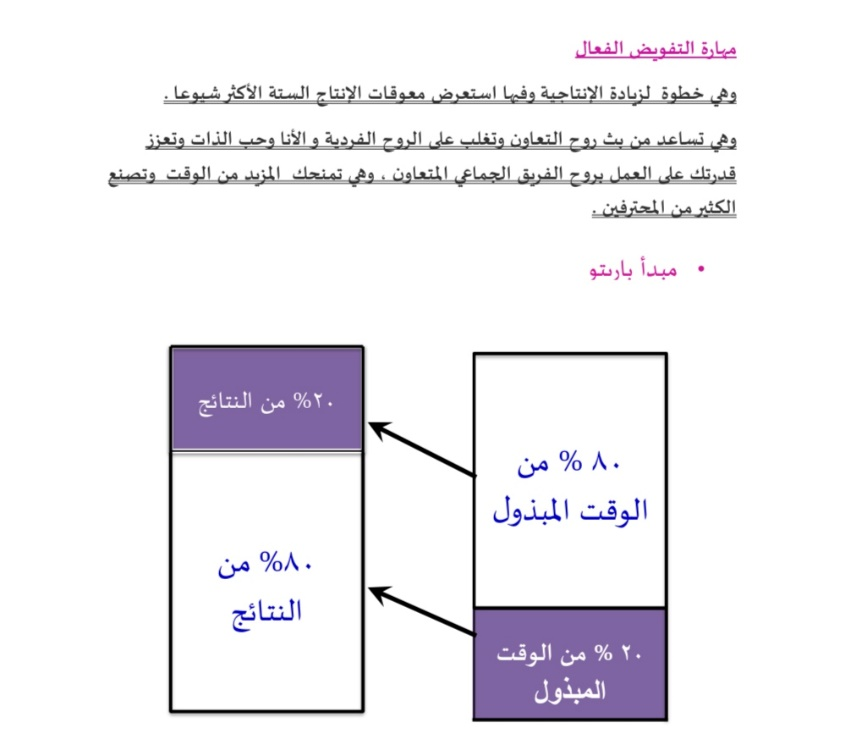 مهارة التفويض الفعال
وهي خطوة لزيادة الإنتاجية وفيها استعرض معوقات الإنتاج الستة الأكثر شيوعا .
وهي تساعد من بث روح التعاون وتغلب على الروح الفردية و الأنا وحب الذات وتعزز
قدرتك على العمل بروح الفريق الجماعي المتعاون ، وهي تمنحك المزيد من الوقت وتصنع
الكثير من المحترفين .
• مبدأ باريتو
٨٠ % من
الوقت المبذول
٢٠ % من الوقت
المبذول
٢٠% من النتائج
٨٠% من
النتائج